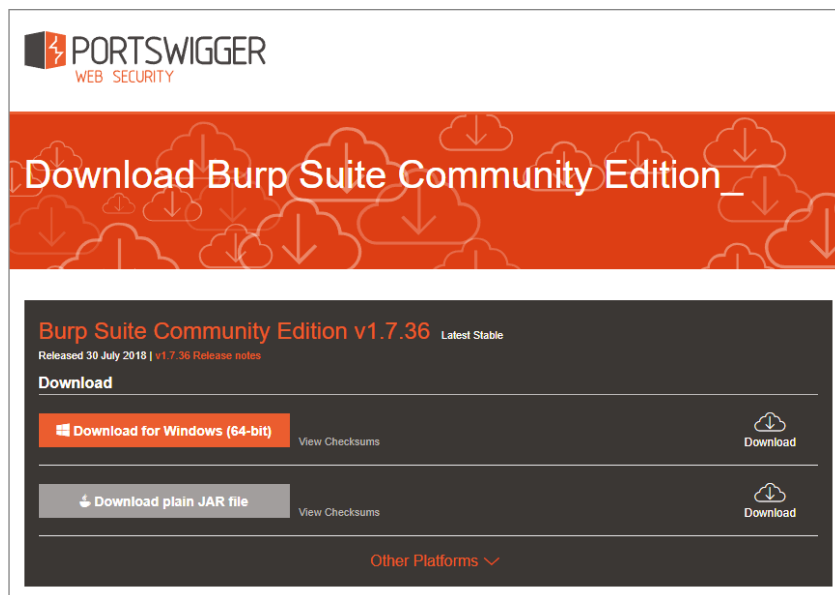 PORTSWIGGER
WEB SECURITY
Download Burp Suite Community Edition_
Burp Suite Community Edition v1.7.36 Latest Stable
Released 30 July 2018 | v1.7.36 Release notes
Download
Download for Windows (64-bit) View Checksums Download
Download plain JAR file View Checksums Download
Other Platforms